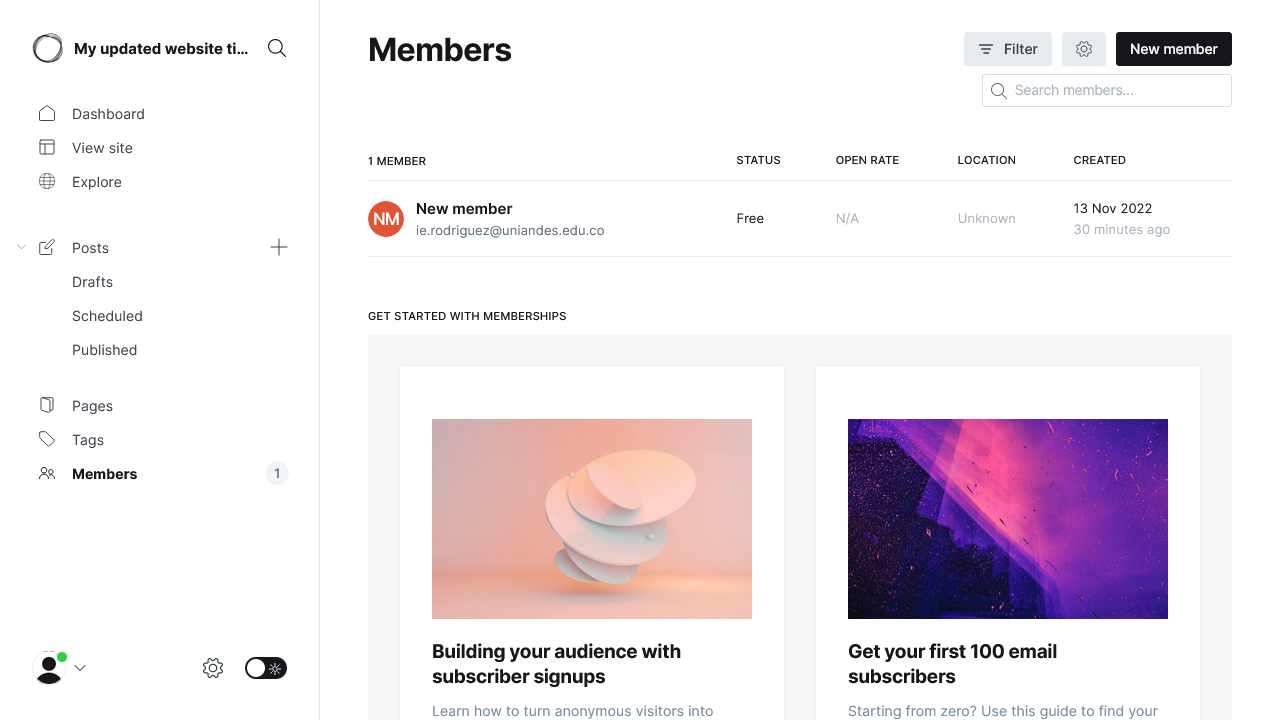 My updated website ti...
Dashboard
View site
Explore
Posts
Drafts
Scheduled
Published
Pages
Tags
Members
1
Members
Filter
New member
Search members...
1 MEMBER STATUS OPEN RATE LOCATION CREATED
NM
New member
ie.rodriguez@uniandes.edu.co
Free
N/A
Unknown
13 Nov 2022
30 minutes ago
GET STARTED WITH MEMBERSHIPS
Building your audience with
subscriber signups
Learn how to turn anonymous visitors into
Get your first 100 email
subscribers
Starting from zero? Use this guide to find your